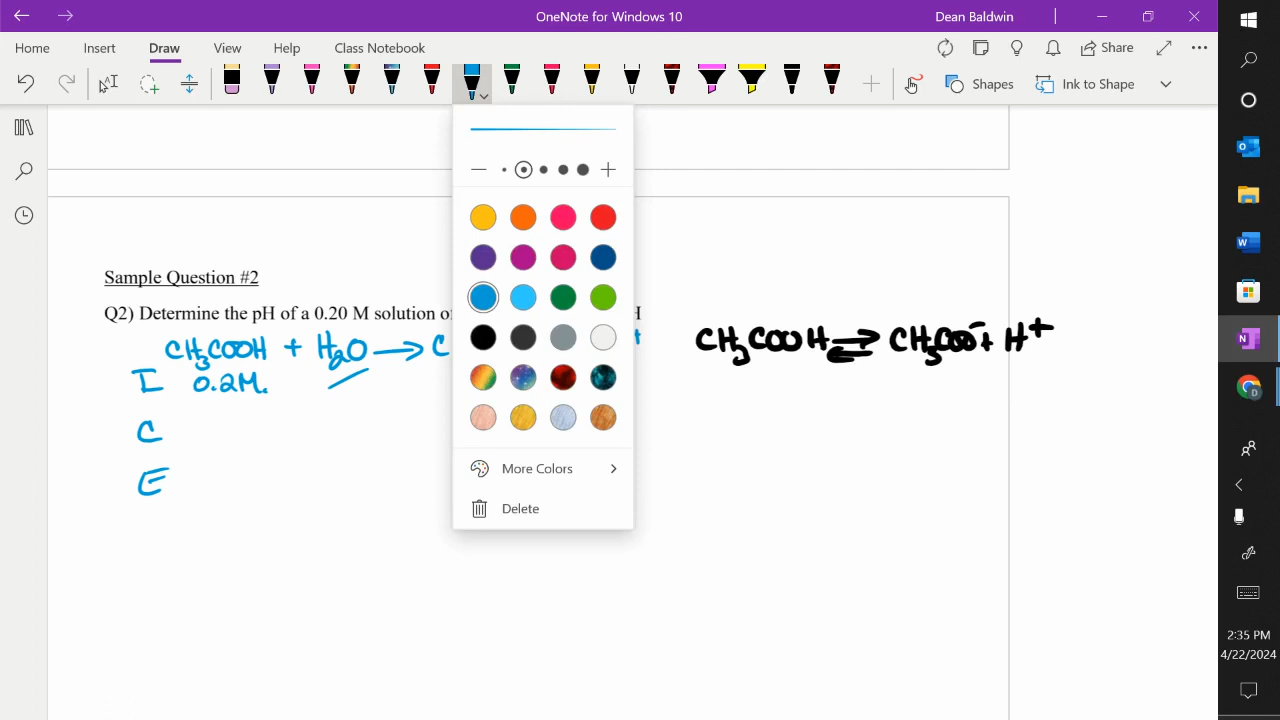 OneNote for Windows 10
Dean Baldwin
Home Insert Draw View Help Class Notebook
Share
Shapes
Ink to Shape
Sample Question #2
Q2) Determine the pH of a 0.20 M solution o
H
CH₃COOH + H₂O → C
CH₃COOH ⇌ CH₃COO⁻ + H⁺
I 0.2M.
C
E
More Colors
Delete
2:35 PM
4/22/2024